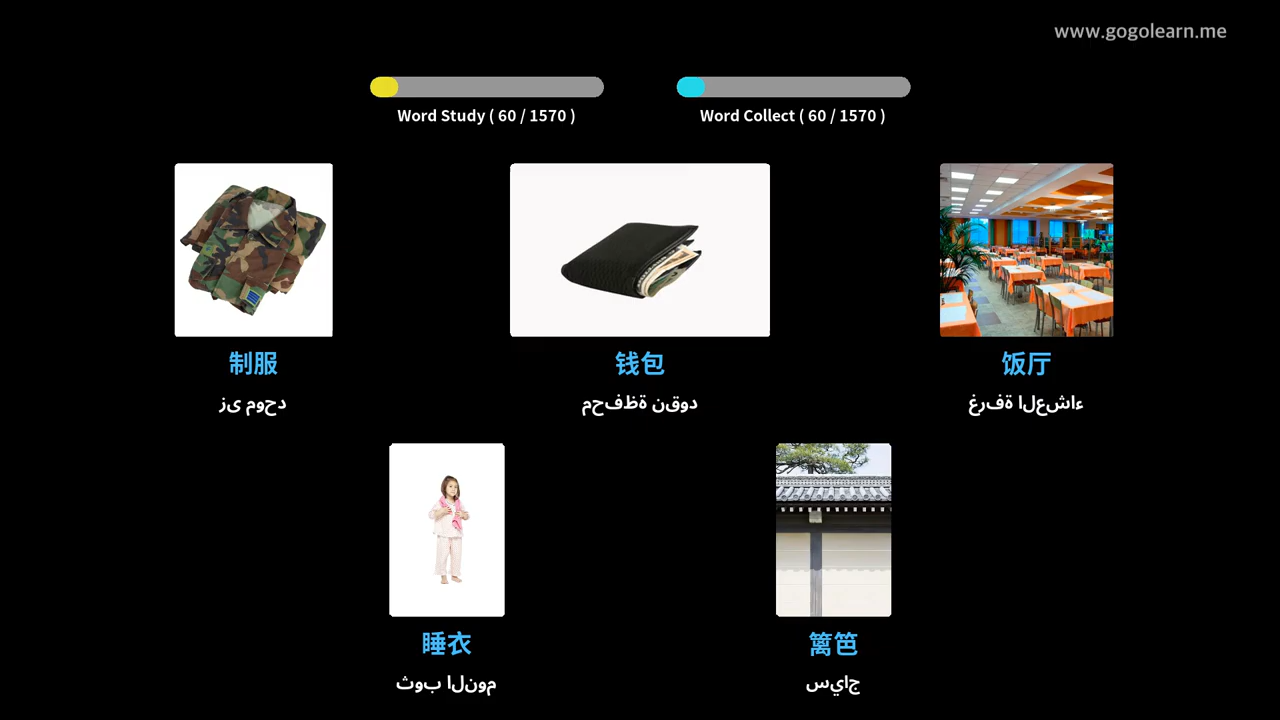 www.gogolearn.me
Word Study ( 60 / 1570 )
Word Collect ( 60 / 1570 )
制服
زى موحد
钱包
محفظة نقود
饭厅
غرفة العشاء
睡衣
ثوب النوم
篱笆
سياج